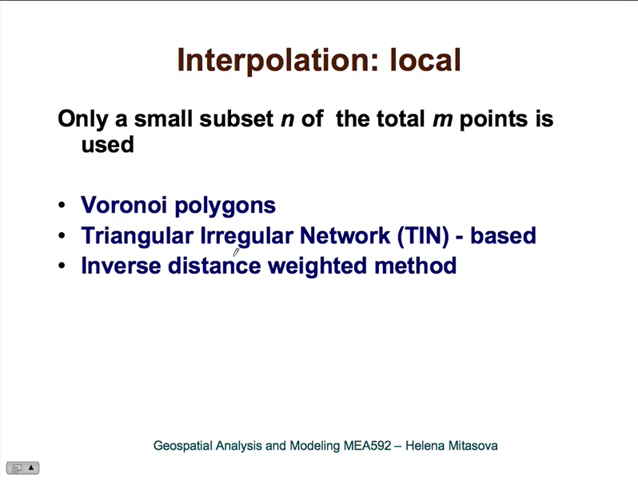 Interpolation: local
Only a small subset n of the total m points is
used
• Voronoi polygons
• Triangular Irregular Network (TIN) - based
• Inverse distance weighted method
Geospatial Analysis and Modeling MEA592 – Helena Mitasova